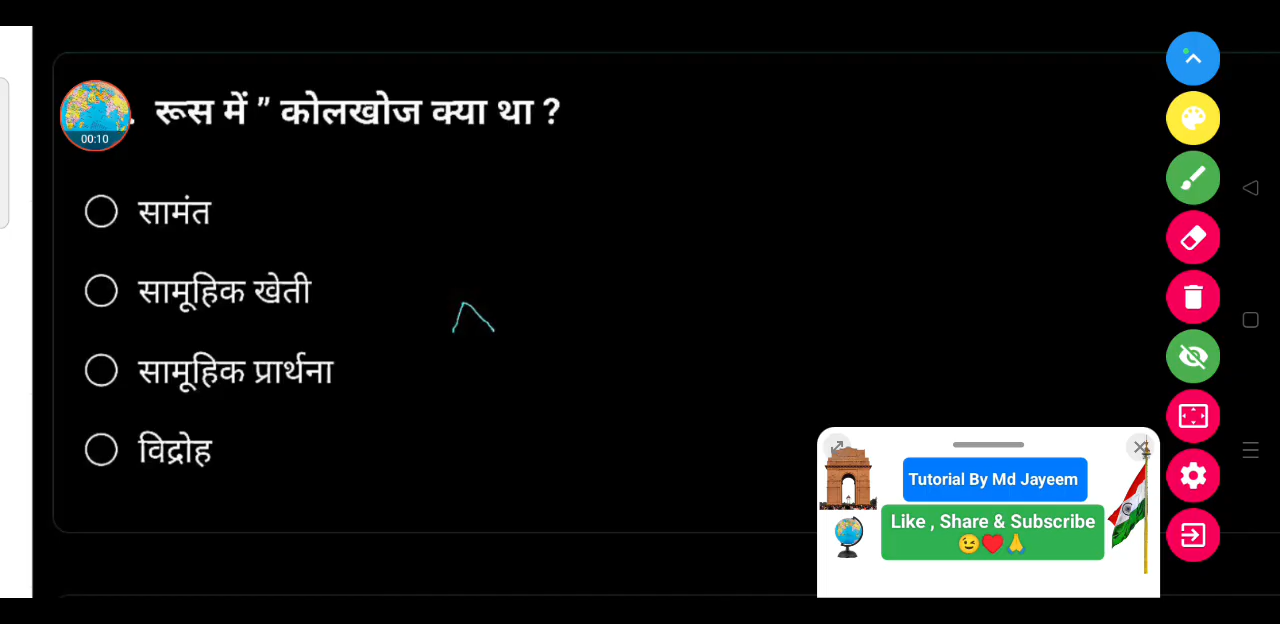 . रूस में ” कोलखोज क्या था ?
00:10
सामंत
सामूहिक खेती
सामूहिक प्रार्थना
विद्रोह
Tutorial By Md Jayeem
Like , Share & Subscribe
😉❤️🙏